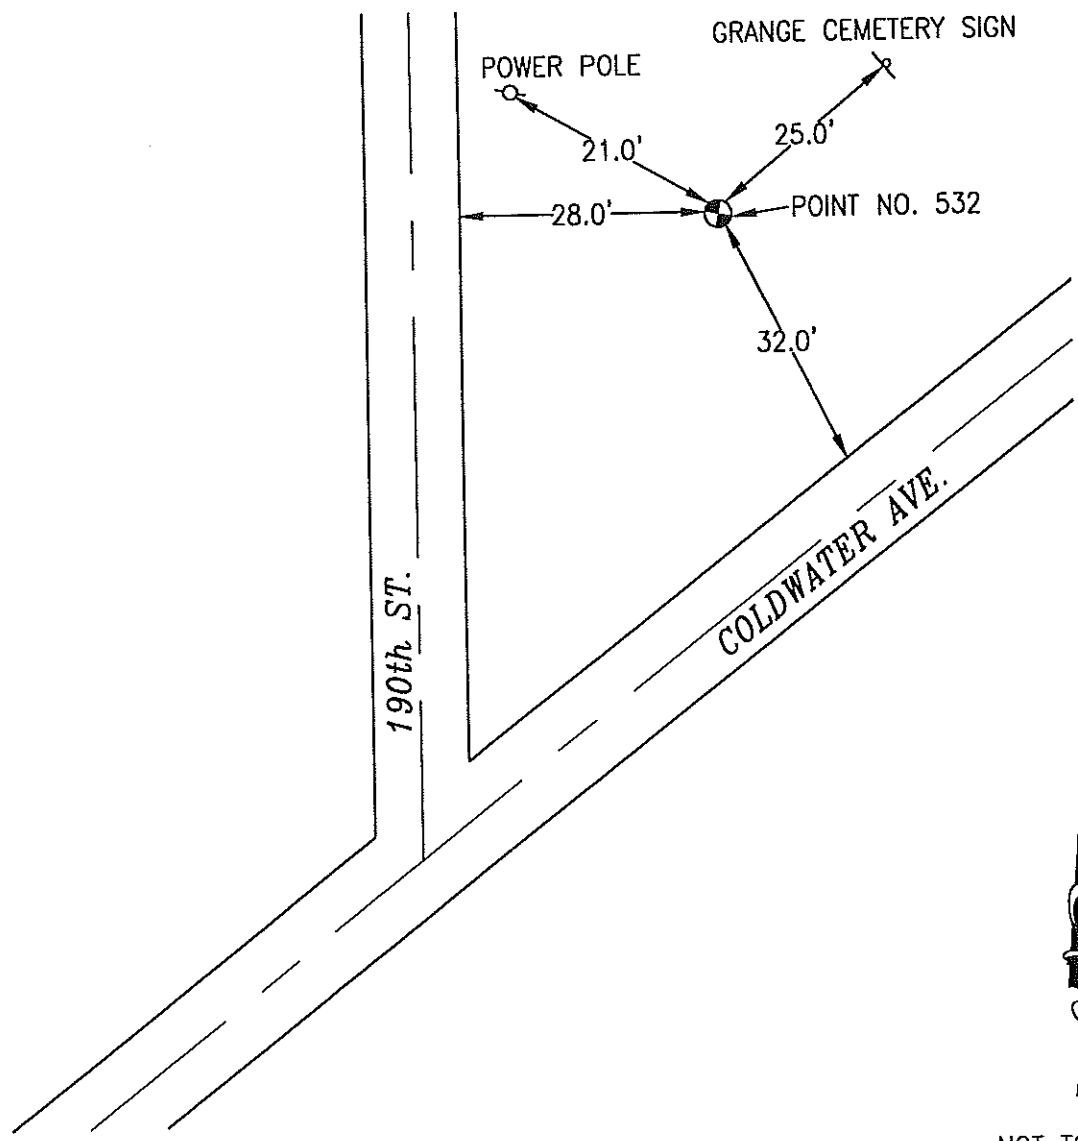 GRANGE CEMETERY SIGN
POWER POLE
25.0'
21.0'
POINT NO. 532
28.0'
32.0'
COLDWATER AVE.
190th ST.
NOT